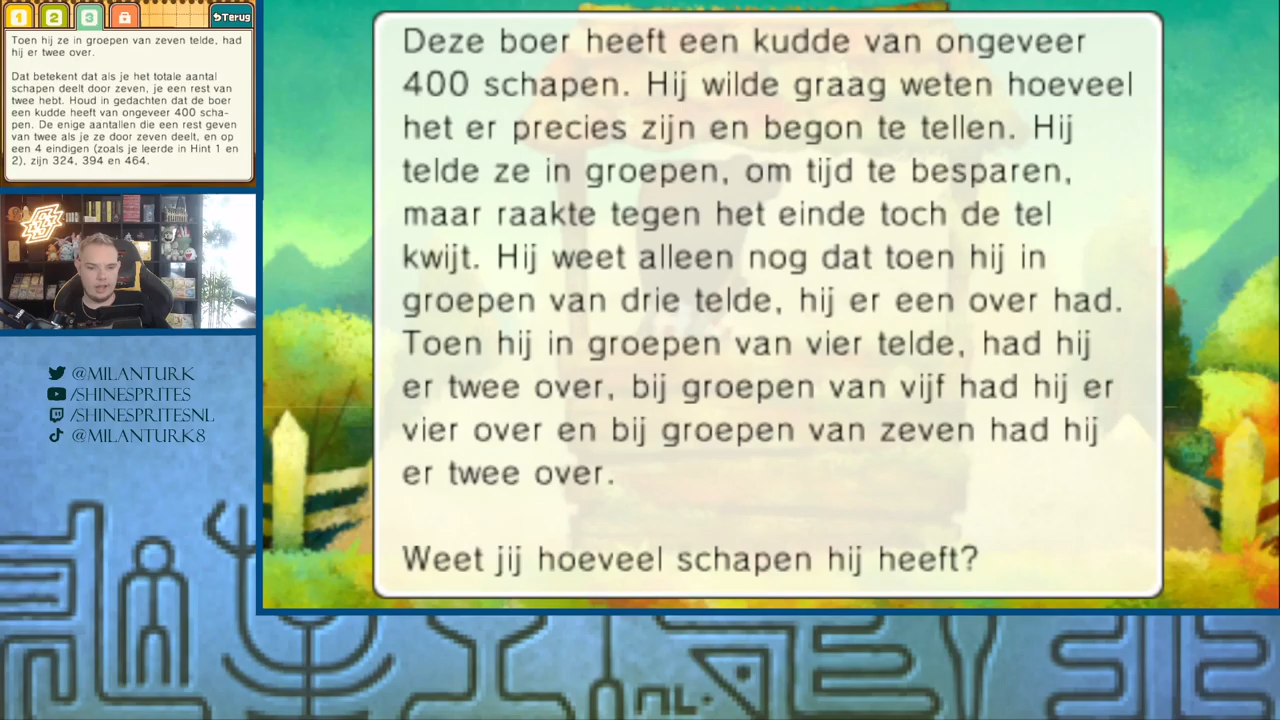 1
2
3
Terug
Toen hij ze in groepen van zeven telde, had
hij er twee over.
Dat betekent dat als je het totale aantal
schapen deelt door zeven, je een rest van
twee hebt. Houd in gedachten dat de boer
een kudde heeft van ongeveer 400 scha-
pen. De enige aantallen die een rest geven
van twee als je ze door zeven deelt, en op
een 4 eindigen (zoals je leerde in Hint 1 en
2), zijn 324, 394 en 464.
Deze boer heeft een kudde van ongeveer
400 schapen. Hij wilde graag weten hoeveel
het er precies zijn en begon te tellen. Hij
telde ze in groepen, om tijd te besparen,
maar raakte tegen het einde toch de tel
kwijt. Hij weet alleen nog dat toen hij in
groepen van drie telde, hij er een over had.
Toen hij in groepen van vier telde, had hij
er twee over, bij groepen van vijf had hij er
vier over en bij groepen van zeven had hij
er twee over.
Weet jij hoeveel schapen hij heeft?
@MILANTURK
/SHINESPRITES
/SHINESPRITESNL
@MILANTURK8